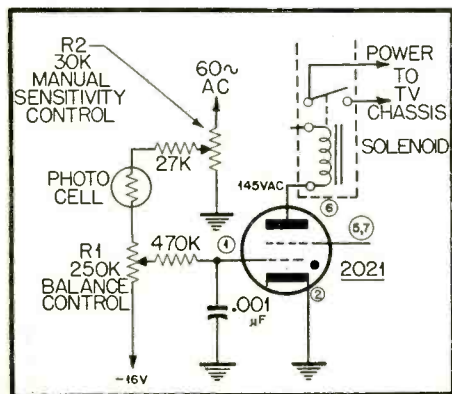 R2
30K
MANUAL
SENSITIVITY
CONTROL
60~
AC
POWER
TO
TV
CHASSIS
SOLENOID
27K
PHOTO
CELL
145VAC
6
R1
250K
BALANCE
CONTROL
470K
1
5,7
2021
2
.001
µF
-16V